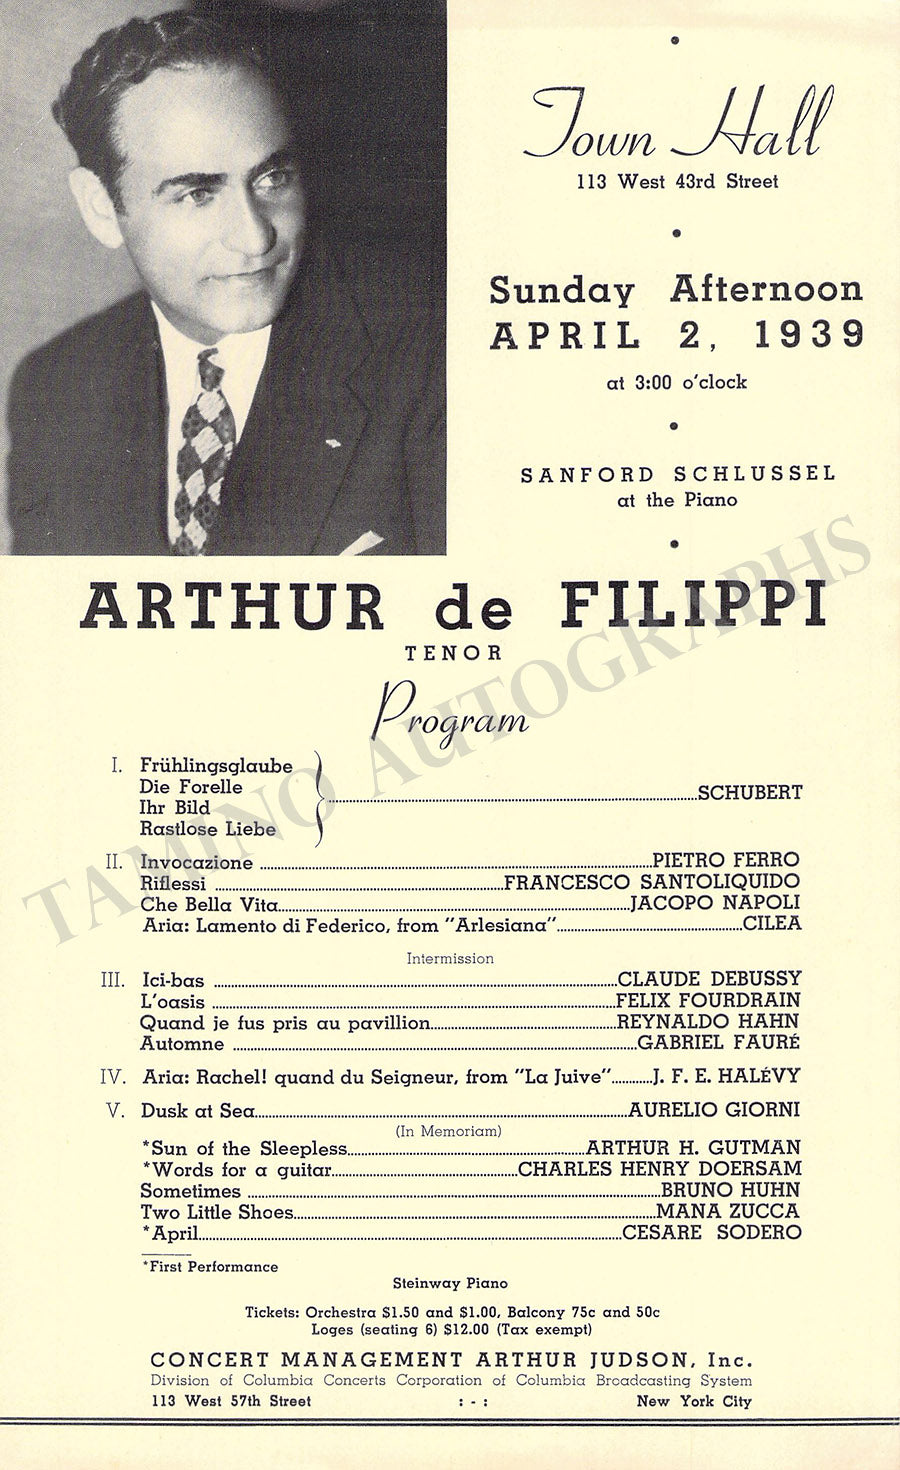 Town Hall
113 West 43rd Street
Sunday Afternoon
APRIL 2, 1939
at 3:00 o'clock
SANFORD SCHLUSSEL
at the Piano
ARTHUR de FILIPPI
TENOR
Program
I. Frühlingsglaube
Die Forelle
Ihr Bild
Rastlose Liebe
SCHUBERT
II. Invocazione PIETRO FERRO
Riflessi FRANCESCO SANTOLIQUIDO
Che Bella Vita JACOPO NAPOLI
Aria: Lamento di Federico, from "Arlesiana" CILEA
Intermission
III. Ici-bas CLAUDE DEBUSSY
L'oasis FELIX FOURDRAIN
Quand je fus pris au pavillion REYNALDO HAHN
Automne GABRIEL FAURÉ
IV. Aria: Rachel! quand du Seigneur, from "La Juive" J. F. E. HALÉVY
V. Dusk at Sea AURELIO GIORNI
(In Memoriam)
*Sun of the Sleepless ARTHUR H. GUTMAN
*Words for a guitar CHARLES HENRY DOERSAM
Sometimes BRUNO HUHN
Two Little Shoes MANA ZUCCA
*April CESARE SODERO
*First Performance
Steinway Piano
Tickets: Orchestra $1.50 and $1.00, Balcony 75c and 50c
Loges (seating 6) $12.00 (Tax exempt)
CONCERT MANAGEMENT ARTHUR JUDSON, Inc.
Division of Columbia Concerts Corporation of Columbia Broadcasting System
113 West 57th Street :-: New York City
TAMINO AUTOGRAPHS